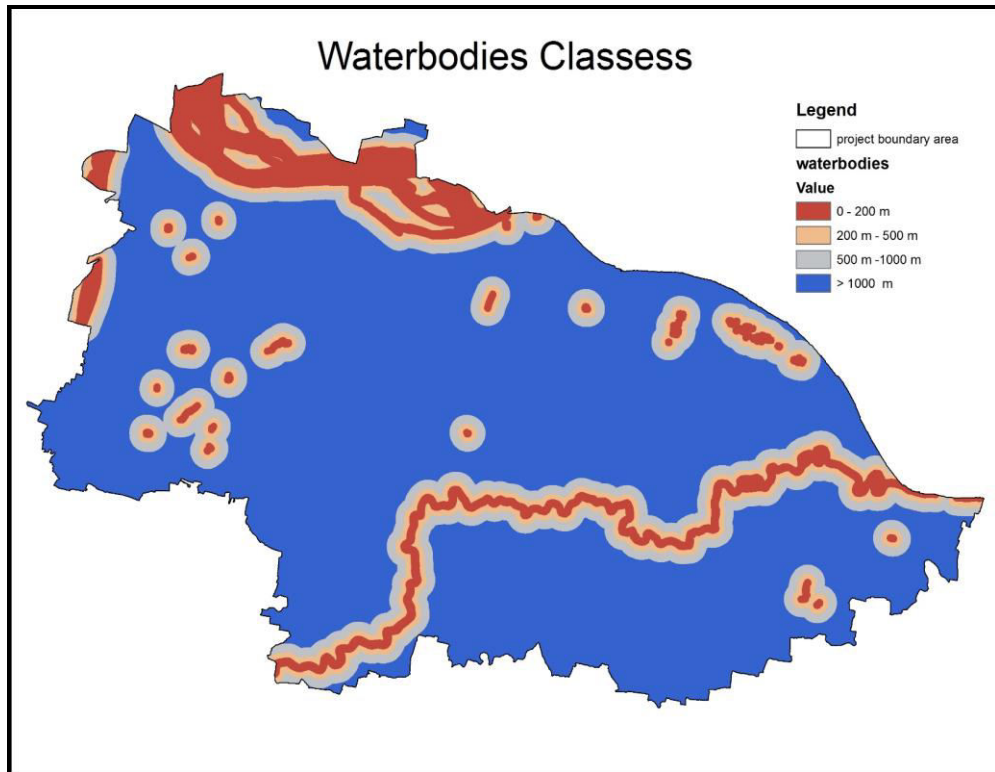 Waterbodies Classess
Legend
project boundary area
waterbodies
Value
0 - 200 m
200 m - 500 m
500 m -1000 m
> 1000 m